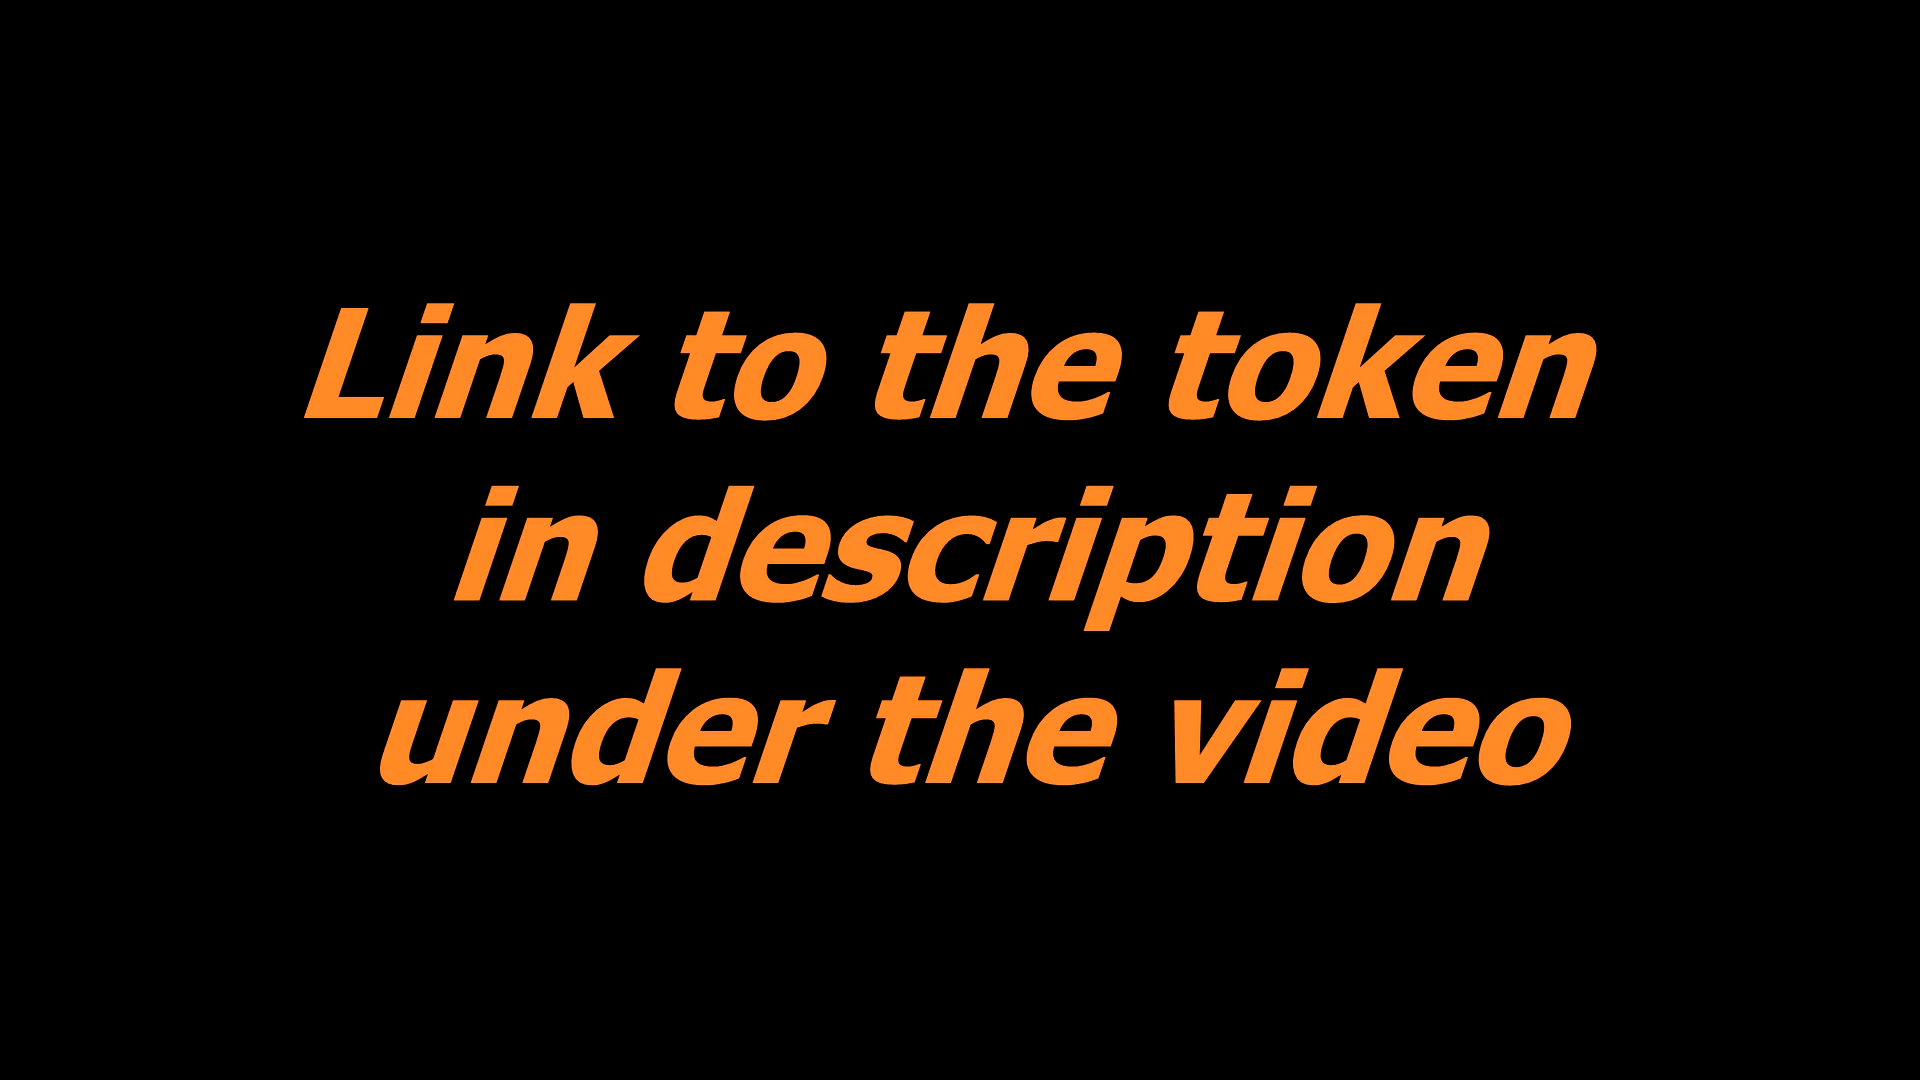 Link to the token
in description
under the video